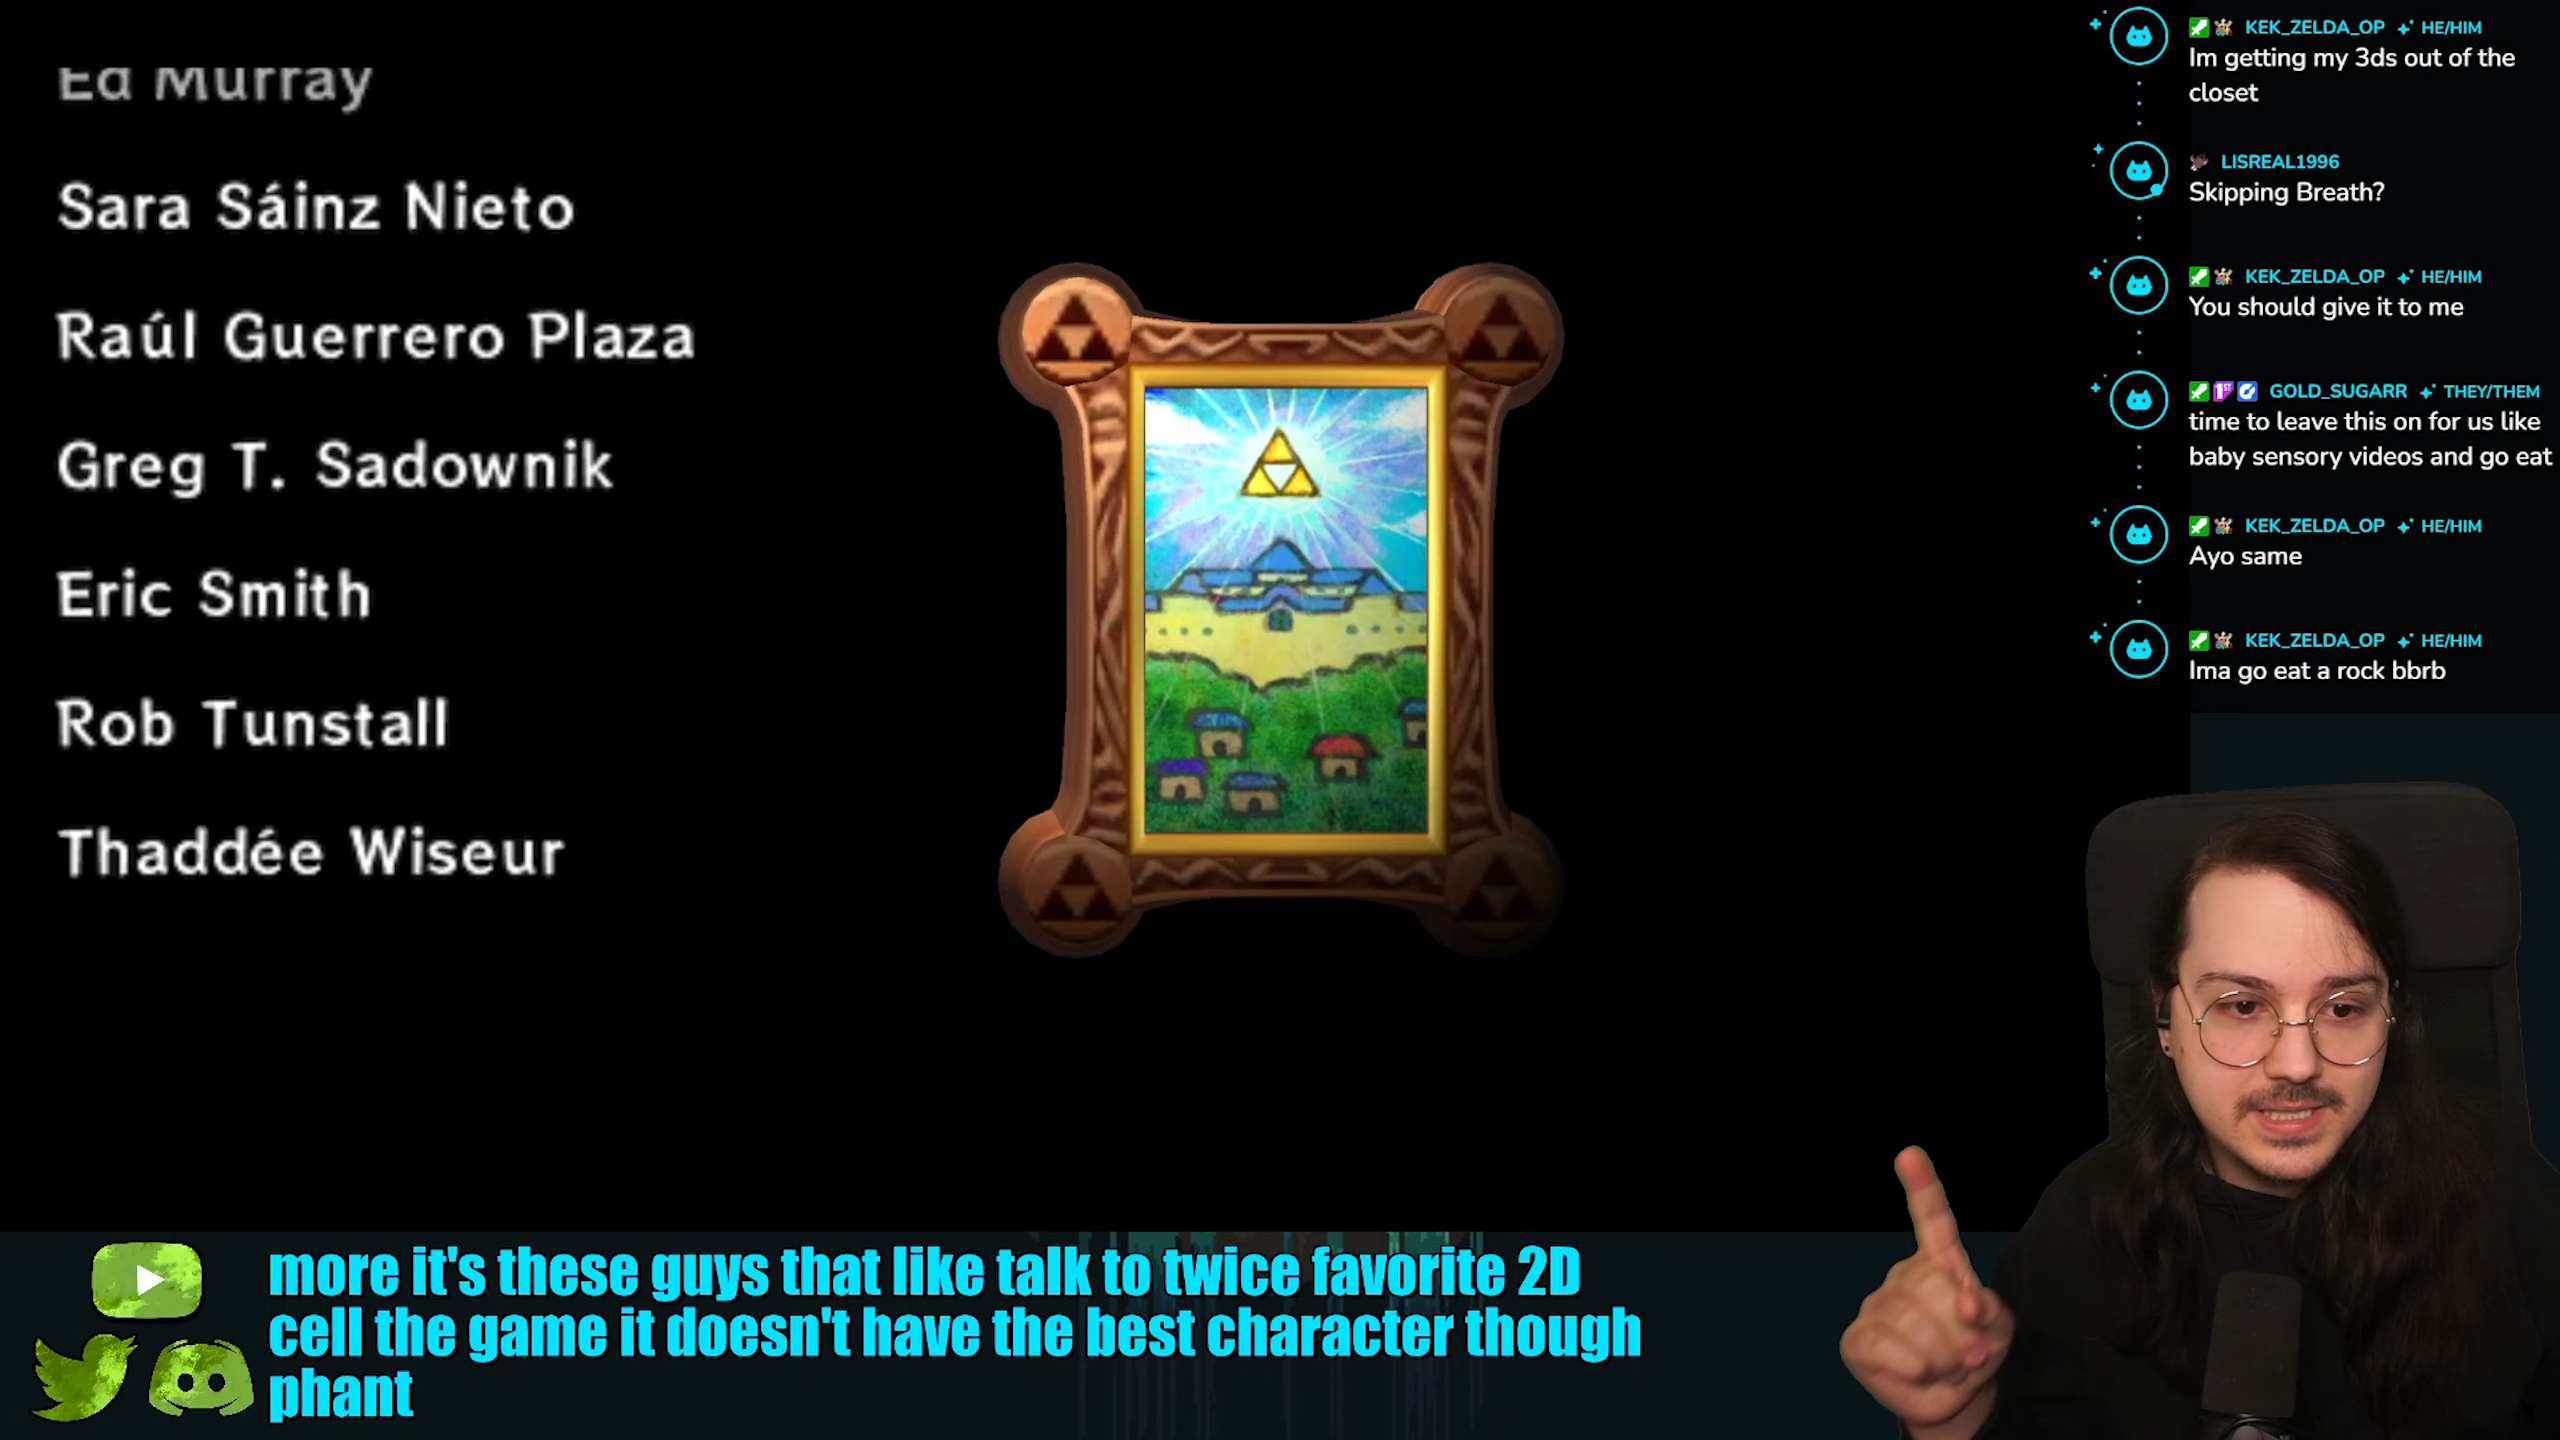 Ed Murray
Sara Sáinz Nieto
Raúl Guerrero Plaza
Greg T. Sadownik
Eric Smith
Rob Tunstall
Thaddée Wiseur
KEK_ZELDA_OP HE/HIM
Im getting my 3ds out of the
closet
LISREAL1996
Skipping Breath?
KEK_ZELDA_OP HE/HIM
You should give it to me
GOLD_SUGARR THEY/THEM
time to leave this on for us like
baby sensory videos and go eat
KEK_ZELDA_OP HE/HIM
Ayo same
KEK_ZELDA_OP HE/HIM
Ima go eat a rock bbrb
more it's these guys that like talk to twice favorite 2D
cell the game it doesn't have the best character though
phant